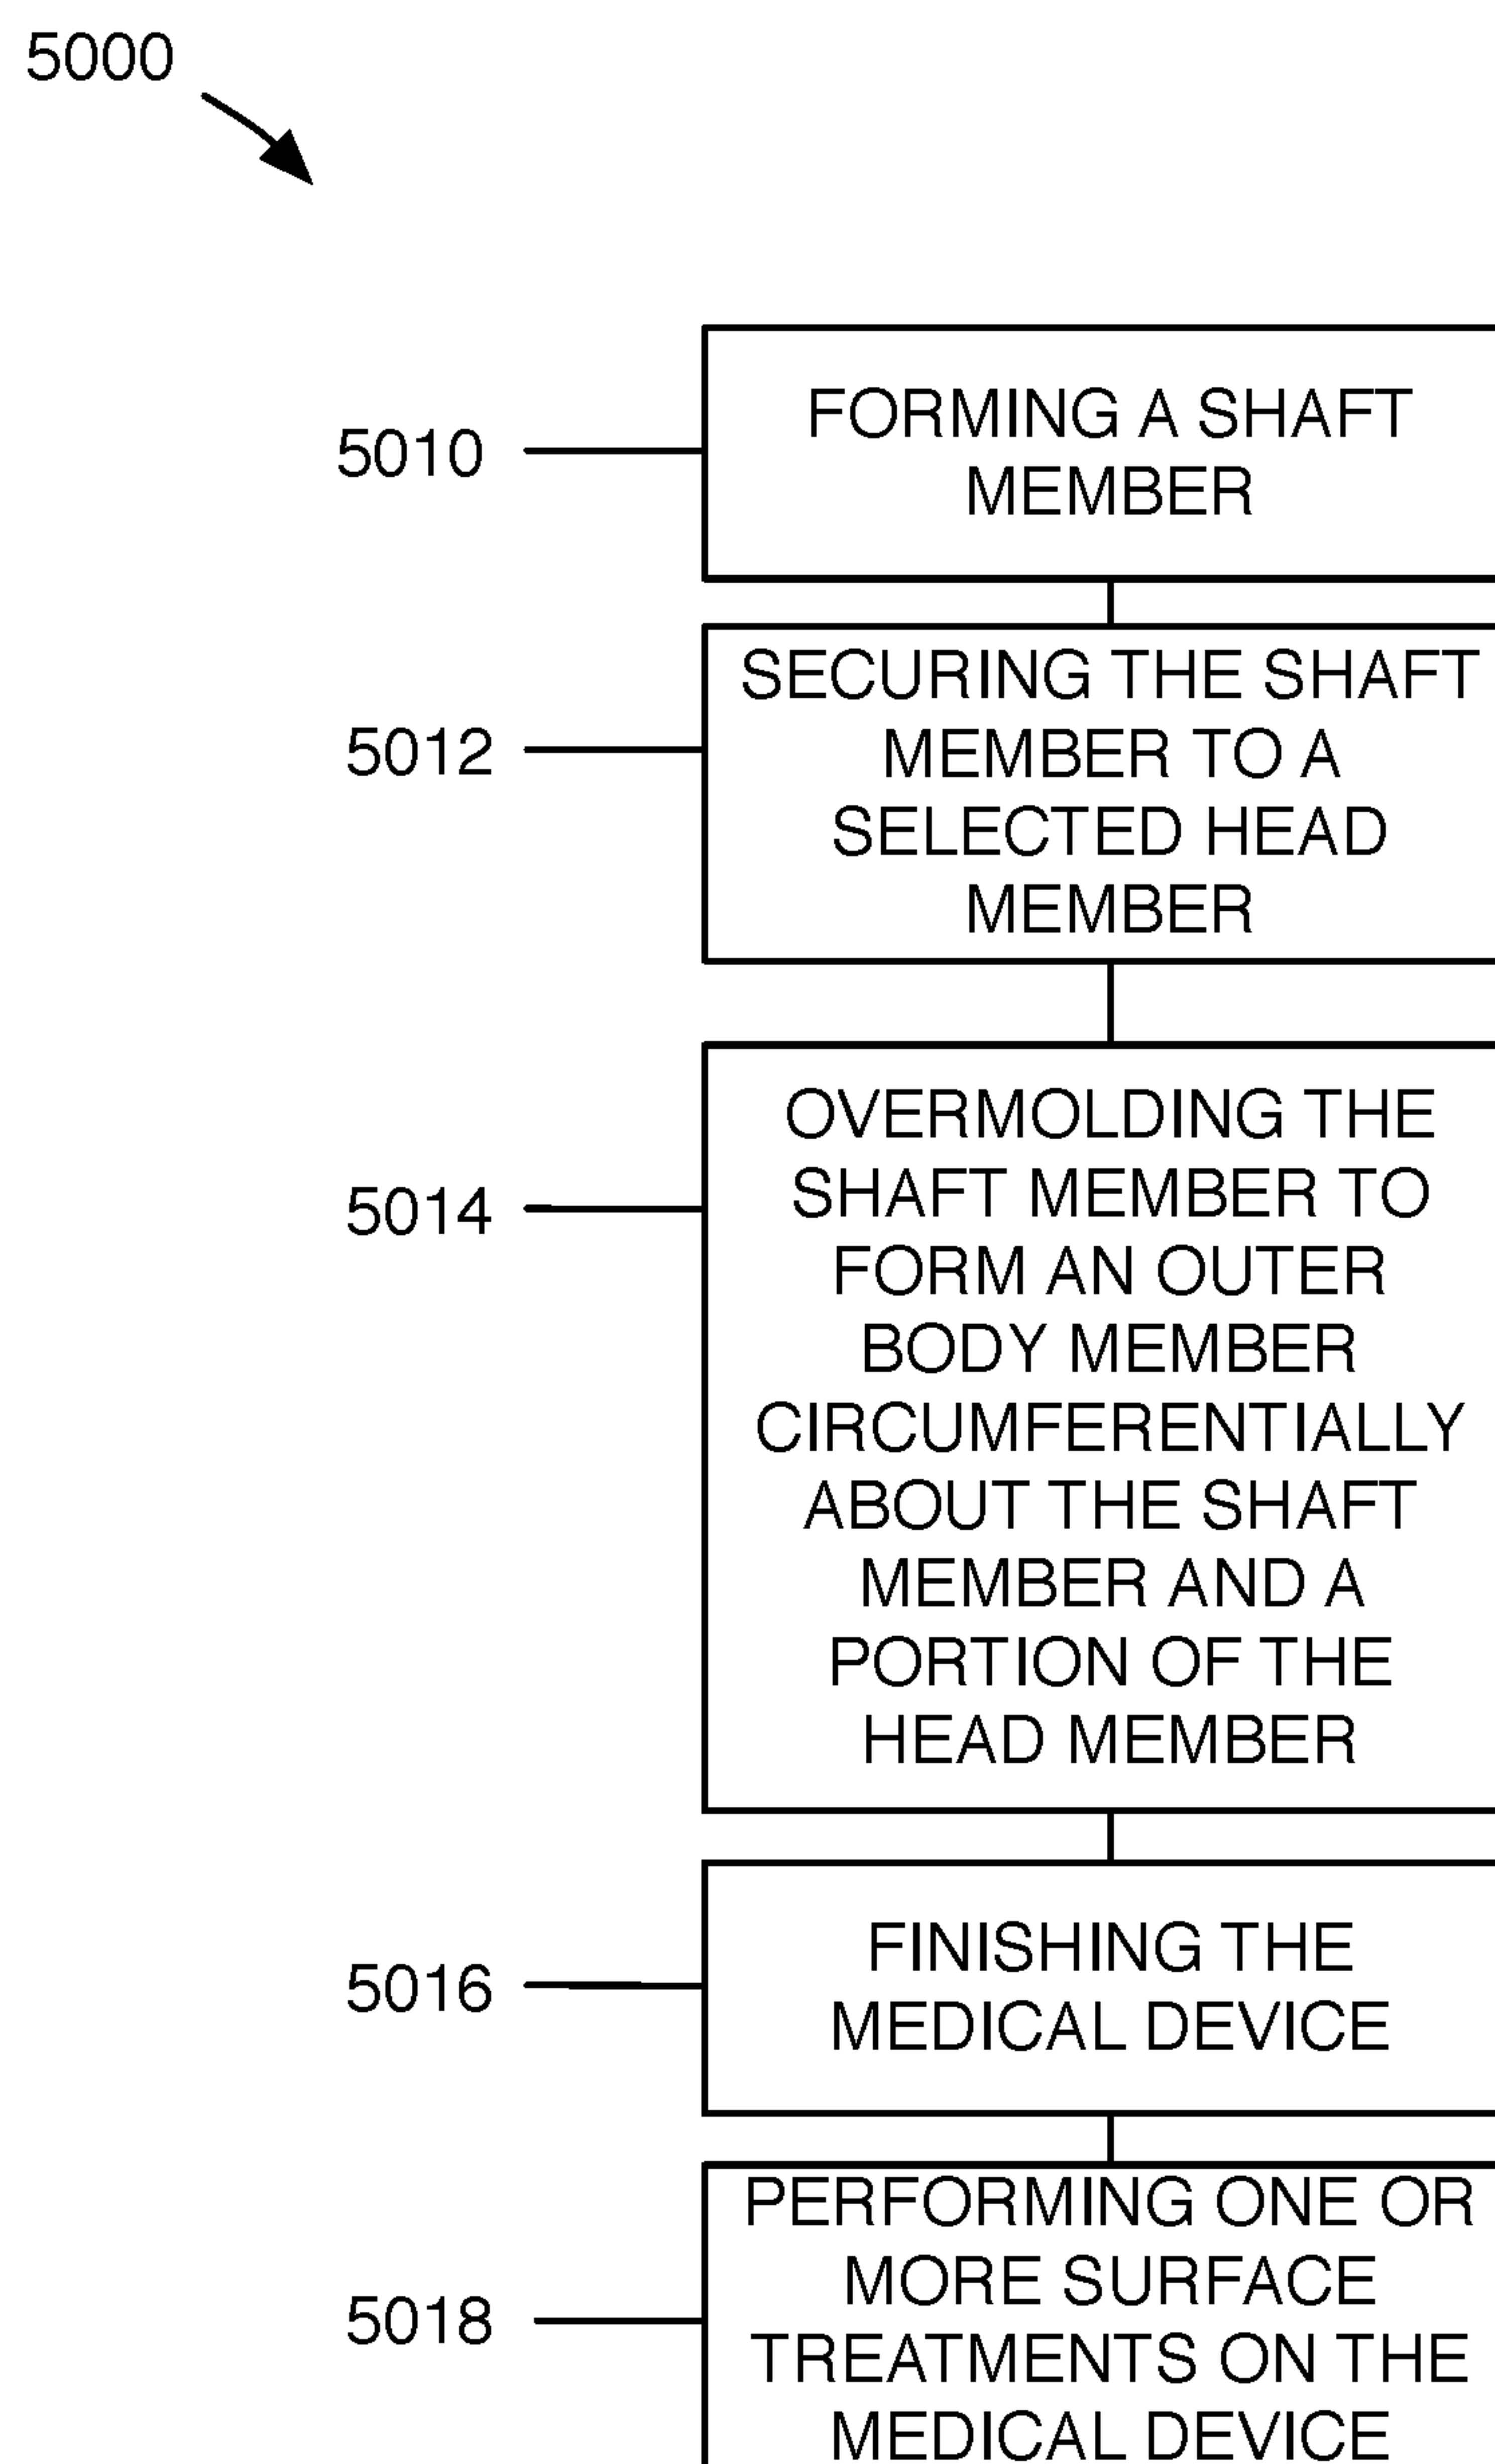 5000
5010
FORMING A SHAFT
MEMBER
5012
SECURING THE SHAFT
MEMBER TO A
SELECTED HEAD
MEMBER
5014
OVERMOLDING THE
SHAFT MEMBER TO
FORM AN OUTER
BODY MEMBER
CIRCUMFERENTIALLY
ABOUT THE SHAFT
MEMBER AND A
PORTION OF THE
HEAD MEMBER
5016
FINISHING THE
MEDICAL DEVICE
5018
PERFORMING ONE OR
MORE SURFACE
TREATMENTS ON THE
MEDICAL DEVICE